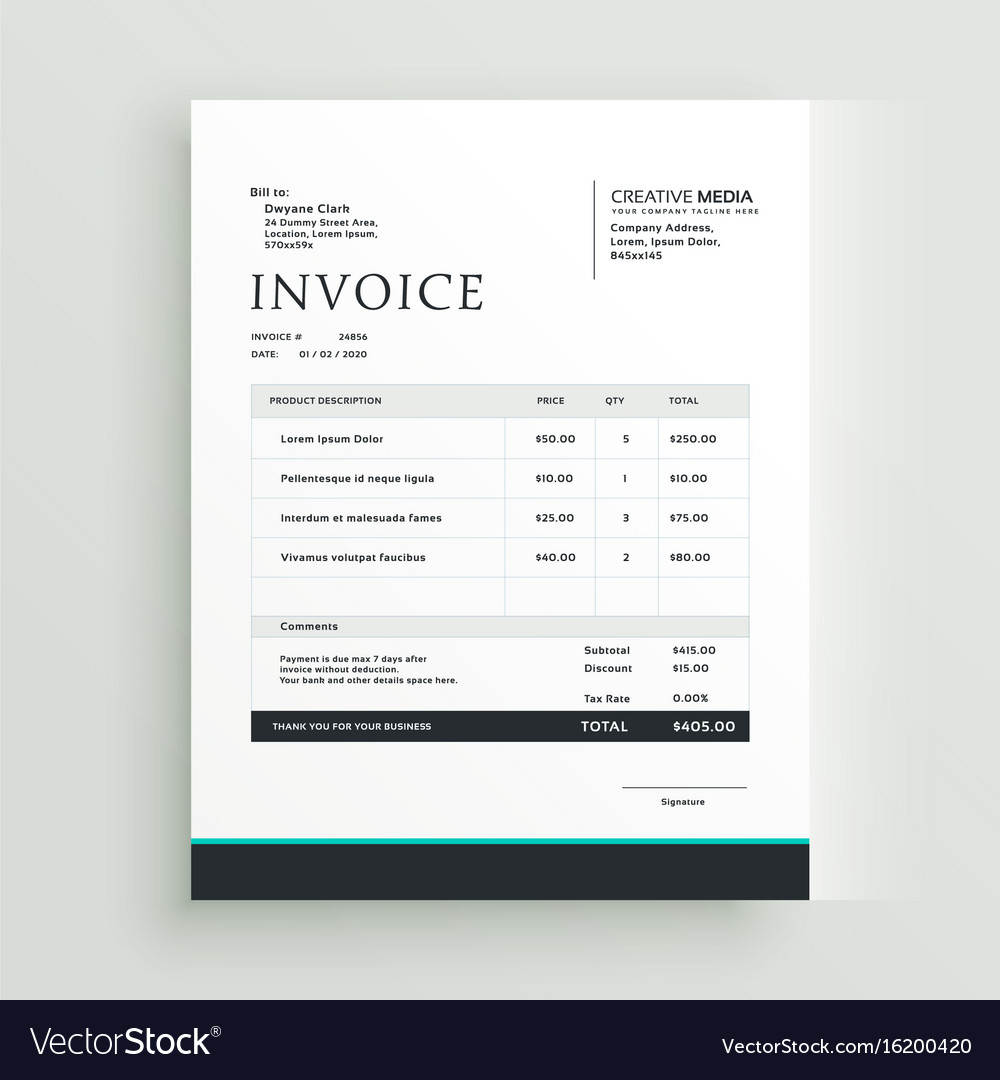 Bill to:
Dwyane Clark
24 Dummy Street Area,
Location, Lorem Ipsum,
570xx59x
CREATIVE MEDIA
YOUR COMPANY TAGLINE HERE
Company Address,
Lorem, Ipsum Dolor,
845xx145
INVOICE
INVOICE # 24856
DATE: 01 / 02 / 2020
PRODUCT DESCRIPTION PRICE QTY TOTAL
Lorem Ipsum Dolor $50.00 5 $250.00
Pellentesque id neque ligula $10.00 1 $10.00
Interdum et malesuada fames $25.00 3 $75.00
Vivamus volutpat faucibus $40.00 2 $80.00
Comments
Payment is due max 7 days after
invoice without deduction.
Your bank and other details space here.
Subtotal $415.00
Discount $15.00
Tax Rate 0.00%
THANK YOU FOR YOUR BUSINESS TOTAL $405.00
Signature
VectorStock® VectorStock.com/16200420